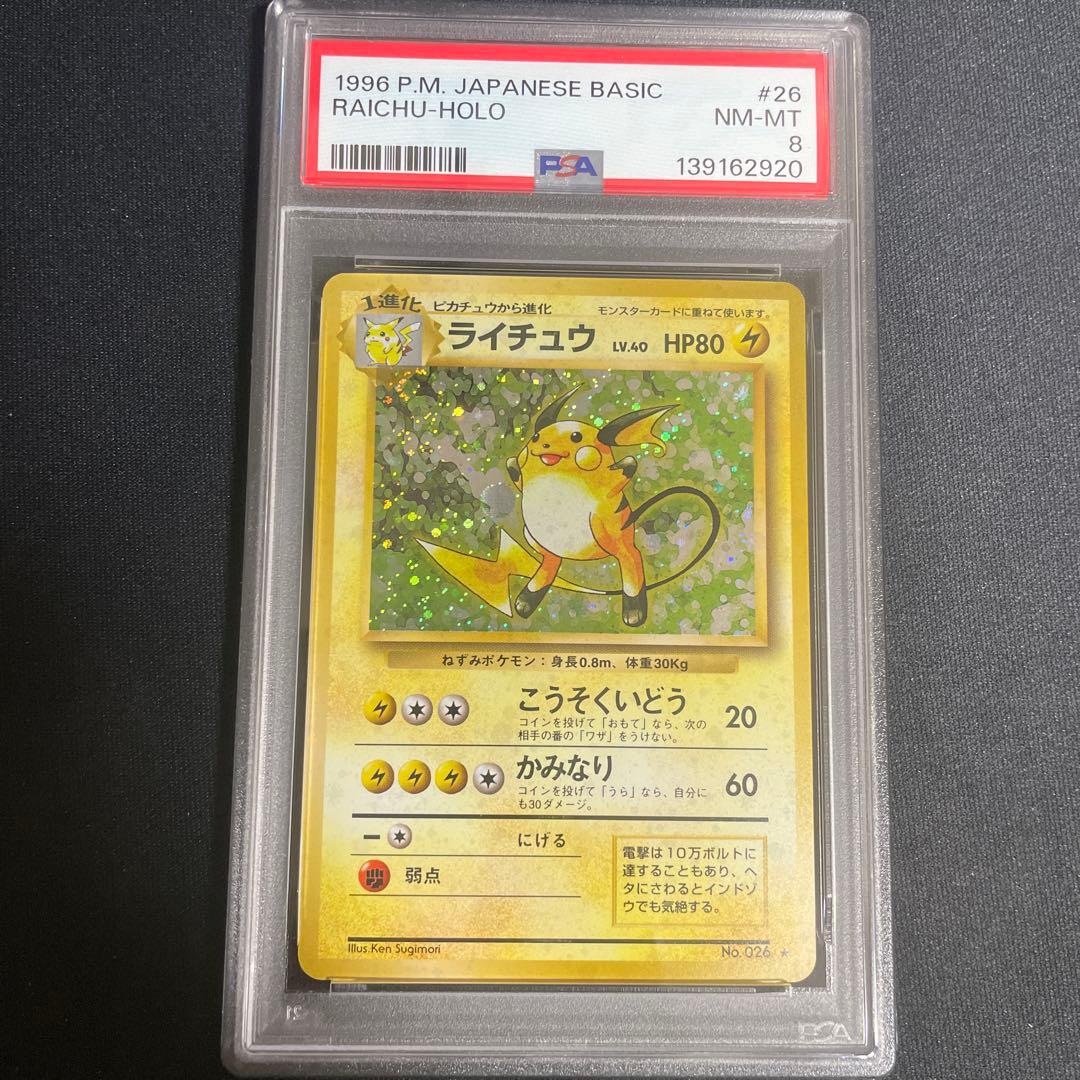 1996 P.M. JAPANESE BASIC #26
RAICHU-HOLO NM-MT
8
PSA 139162920
1進化 ピカチュウから進化 モンスターカードに重ねて使います。
ライチュウ LV.40 HP80
ねずみポケモン：身長0.8m、体重30Kg
こうそくいどう 20
コインを投げて「おもて」なら、次の
相手の番の「ワザ」をうけない。
かみなり 60
コインを投げて「うら」なら、自分に
も30ダメージ。
にげる
弱点
電撃は10万ボルトに
達することもあり、ヘ
タにさわるとインドゾ
ウでも気絶する。
Illus.Ken Sugimori No. 026 ★
PSA